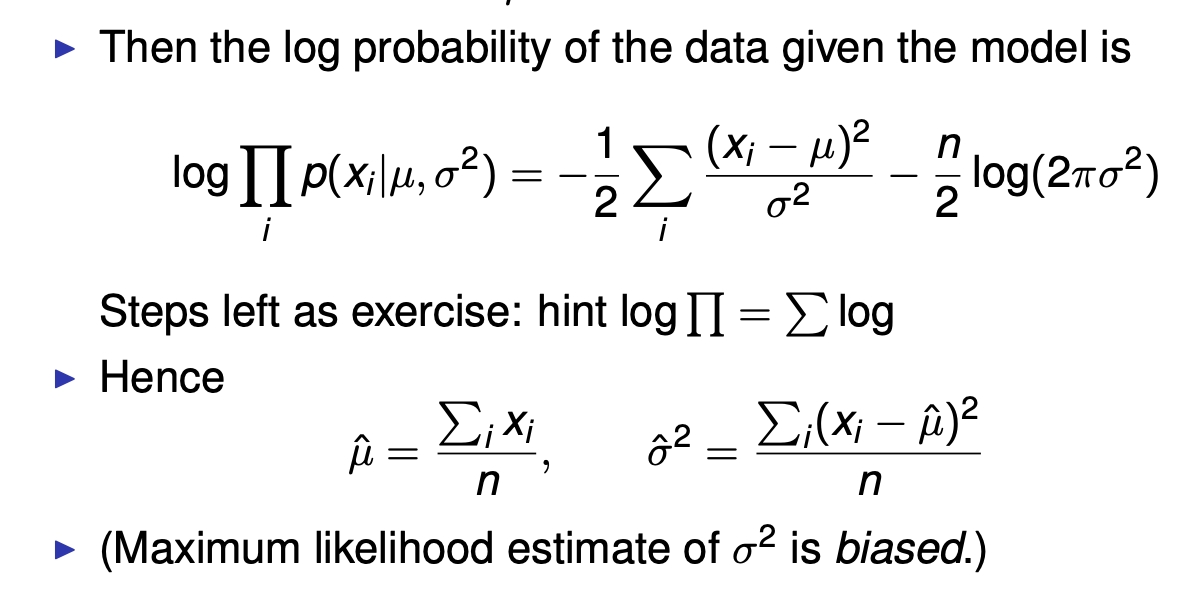 ► Then the log probability of the data given the model is
log ∏_i p(x_i|μ, σ²) = −1/2 ∑_i (x_i − μ)²/σ² − n/2 log(2πσ²)
Steps left as exercise: hint log ∏ = ∑ log
► Hence
μ̂ = ∑_i x_i / n, σ̂² = ∑_i(x_i − μ̂)² / n
► (Maximum likelihood estimate of σ² is biased.)